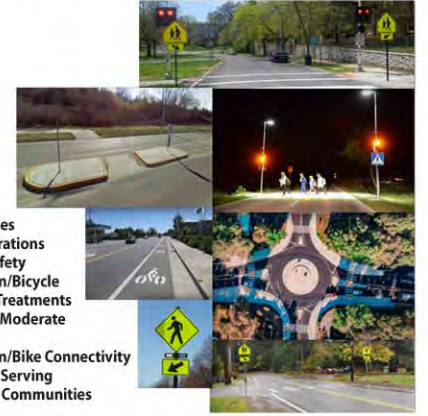 es
rations
fety
n/Bicycle
Treatments
Moderate
n/Bike Connectivity
Serving
Communities